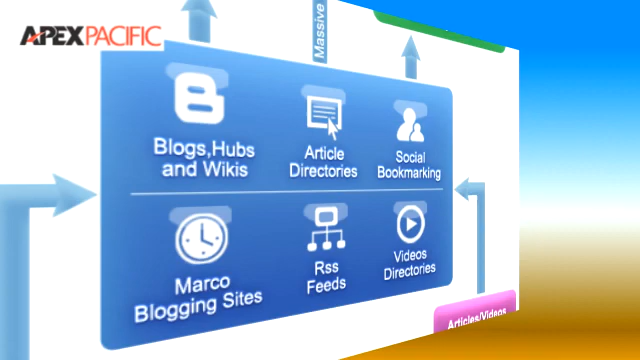 APEXPACIFIC
Massive
Blogs,Hubs
and Wikis
Article
Directories
Social
Bookmarking
Marco
Blogging Sites
Rss
Feeds
Videos
Directories
Articles/Videos